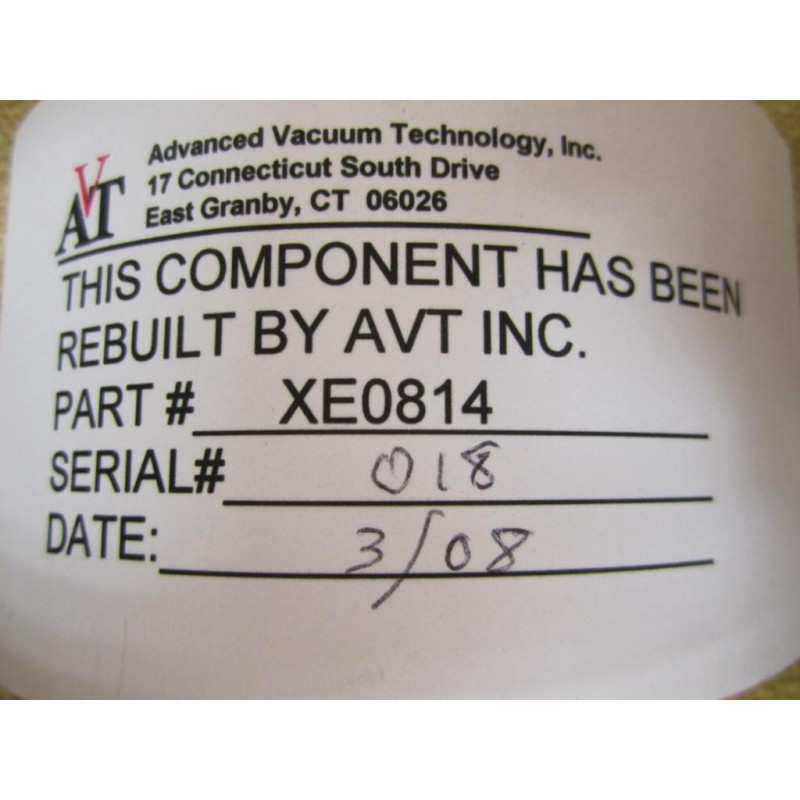 AVT
Advanced Vacuum Technology, Inc.
17 Connecticut South Drive
East Granby, CT 06026
THIS COMPONENT HAS BEEN
REBUILT BY AVT INC.
PART # XE0814
SERIAL# 018
DATE: 3/08